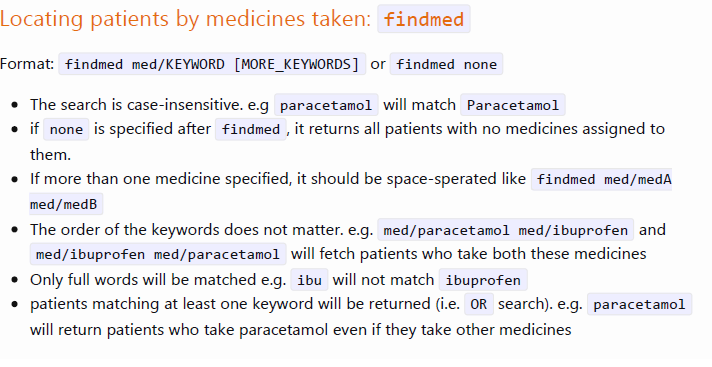 Locating patients by medicines taken: findmed
Format: findmed med/KEYWORD [MORE_KEYWORDS] or findmed none
The search is case-insensitive. e.g paracetamol will match Paracetamol
if none is specified after findmed, it returns all patients with no medicines assigned to
them.
If more than one medicine specified, it should be space-sperated like findmed med/medA
med/medB
The order of the keywords does not matter. e.g. med/paracetamol med/ibuprofen and
med/ibuprofen med/paracetamol will fetch patients who take both these medicines
Only full words will be matched e.g. ibu will not match ibuprofen
patients matching at least one keyword will be returned (i.e. OR search). e.g. paracetamol
will return patients who take paracetamol even if they take other medicines